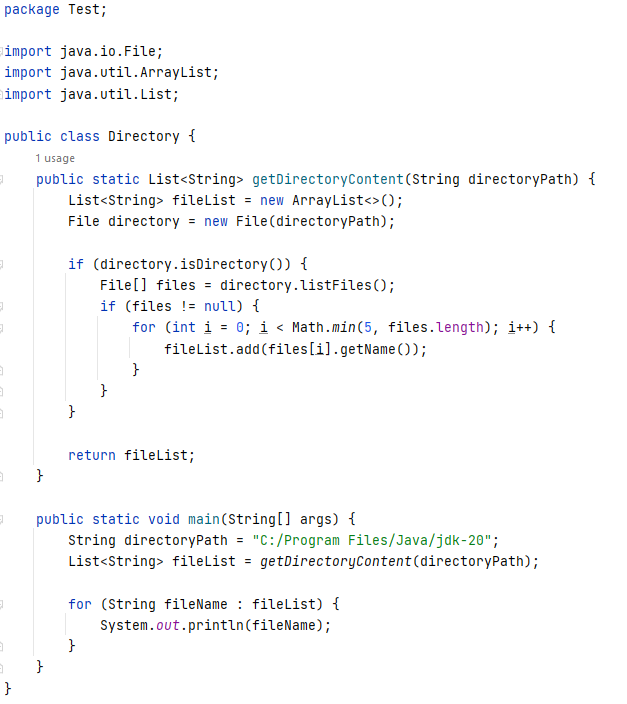 package Test;
import java.io.File;
import java.util.ArrayList;
import java.util.List;
public class Directory {
1 usage
public static List<String> getDirectoryContent(String directoryPath) {
List<String> fileList = new ArrayList<>();
File directory = new File(directoryPath);
if (directory.isDirectory()) {
File[] files = directory.listFiles();
if (files != null) {
for (int i = 0; i < Math.min(5, files.length); i++) {
fileList.add(files[i].getName());
}
}
}
return fileList;
}
public static void main(String[] args) {
String directoryPath = "C:/Program Files/Java/jdk-20";
List<String> fileList = getDirectoryContent(directoryPath);
for (String fileName : fileList) {
System.out.println(fileName);
}
}
}